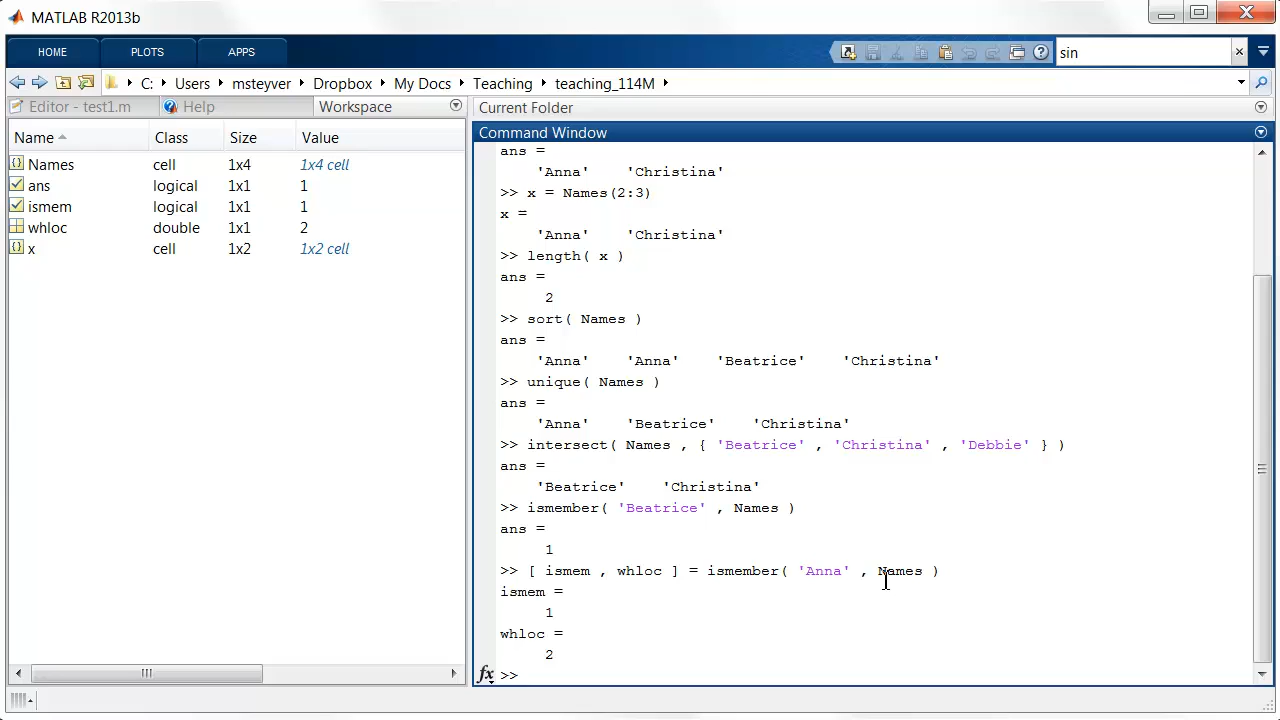 MATLAB R2013b
HOME PLOTS APPS sin
C: Users msteyver Dropbox My Docs Teaching teaching_114M
Editor - test1.m Help Workspace
Name Class Size Value
Names cell 1x4 1x4 cell
ans logical 1x1 1
ismem logical 1x1 1
whloc double 1x1 2
x cell 1x2 1x2 cell
Current Folder
Command Window
ans =
'Anna' 'Christina'
>> x = Names(2:3)
x =
'Anna' 'Christina'
>> length( x )
ans =
2
>> sort( Names )
ans =
'Anna' 'Anna' 'Beatrice' 'Christina'
>> unique( Names )
ans =
'Anna' 'Beatrice' 'Christina'
>> intersect( Names , { 'Beatrice' , 'Christina' , 'Debbie' } )
ans =
'Beatrice' 'Christina'
>> ismember( 'Beatrice' , Names )
ans =
1
>> [ ismem , whloc ] = ismember( 'Anna' , Names )
ismem =
1
whloc =
2
fx >>